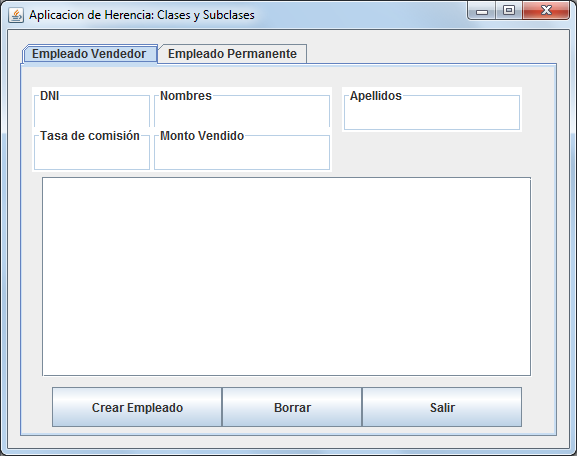 Aplicacion de Herencia: Clases y Subclases
Empleado Vendedor Empleado Permanente
DNI Nombres Apellidos
Tasa de comisión Monto Vendido
Crear Empleado Borrar Salir